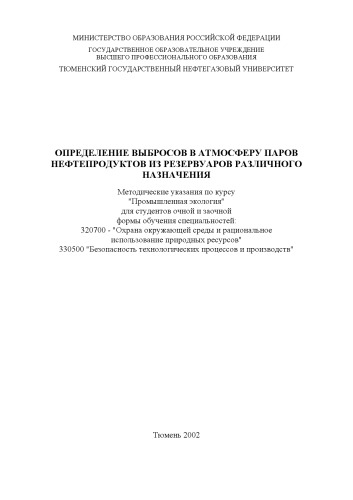 МИНИСТЕРСТВО ОБРАЗОВАНИЯ РОССИЙСКОЙ ФЕДЕРАЦИИ
ГОСУДАРСТВЕННОЕ ОБРАЗОВАТЕЛЬНОЕ УЧРЕЖДЕНИЕ
ВЫСШЕГО ПРОФЕССИОНАЛЬНОГО ОБРАЗОВАНИЯ
ТЮМЕНСКИЙ ГОСУДАРСТВЕННЫЙ НЕФТЕГАЗОВЫЙ УНИВЕРСИТЕТ
ОПРЕДЕЛЕНИЕ ВЫБРОСОВ В АТМОСФЕРУ ПАРОВ
НЕФТЕПРОДУКТОВ ИЗ РЕЗЕРВУАРОВ РАЗЛИЧНОГО
НАЗНАЧЕНИЯ
Методические указания по курсу
"Промышленная экология"
для студентов очной и заочной
формы обучения специальностей:
320700 - "Охрана окружающей среды и рациональное
использование природных ресурсов"
330500 "Безопасность технологических процессов и производств"
Тюмень 2002